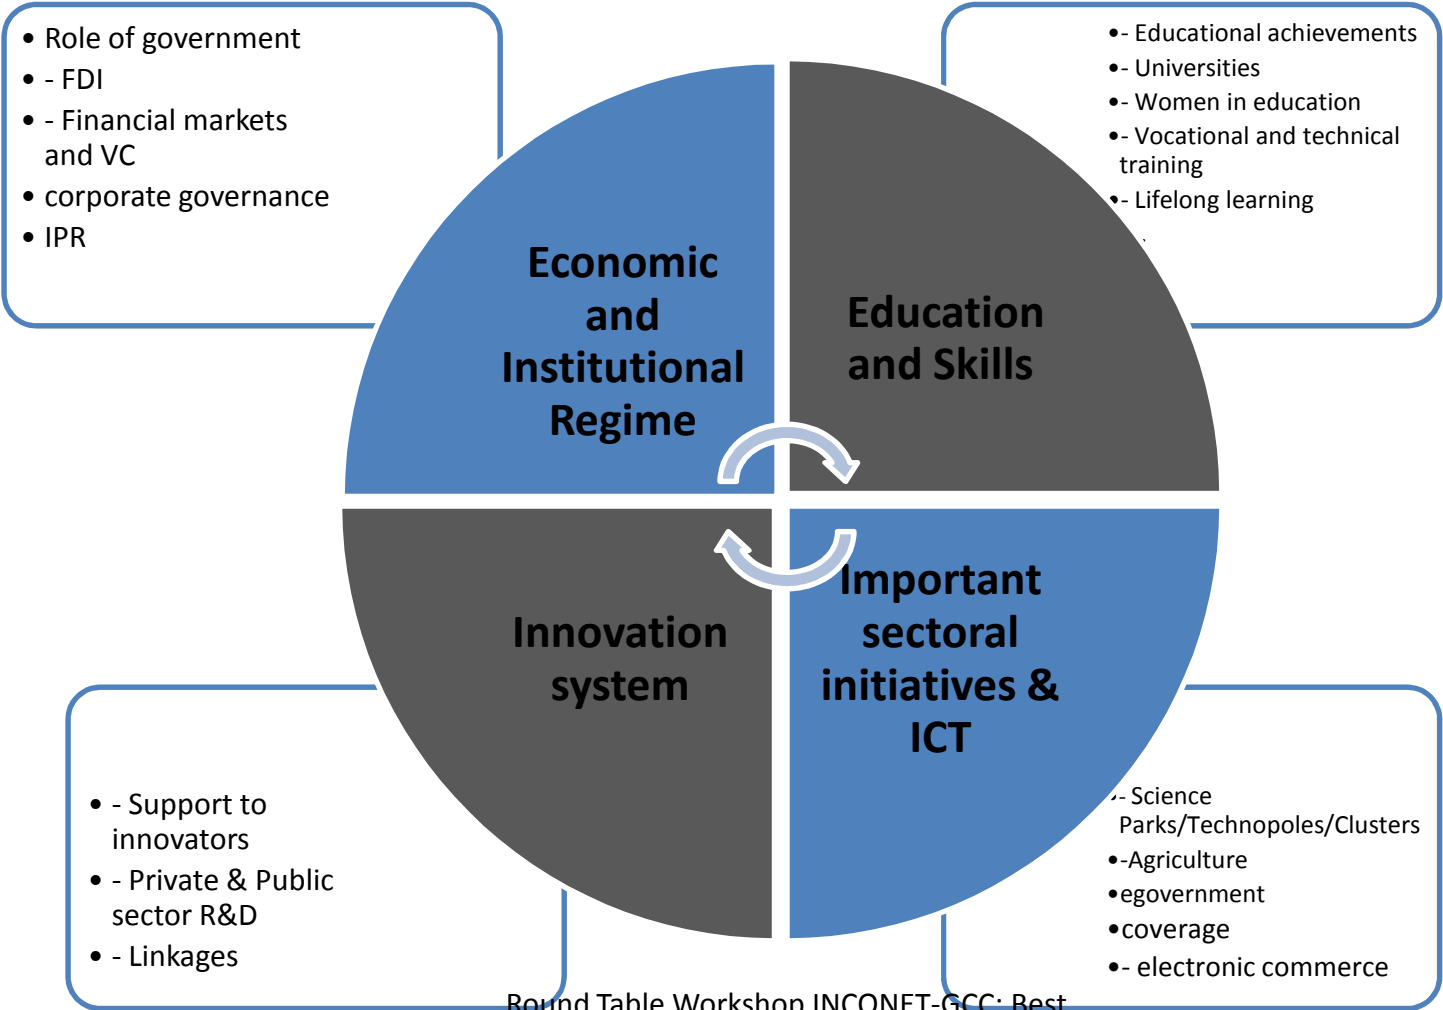 • Role of government
• - FDI
• - Financial markets
and VC
• corporate governance
• IPR
•- Educational achievements
•- Universities
•- Women in education
•- Vocational and technical
training
•- Lifelong learning
Economic
and
Institutional
Regime
Education
and Skills
Innovation
system
Important
sectoral
initiatives &
ICT
• - Support to
innovators
• - Private & Public
sector R&D
• - Linkages
•- Science
Parks/Technopoles/Clusters
•-Agriculture
•egovernment
•coverage
•- electronic commerce
Round Table Workshop INCONET-GCC: Best